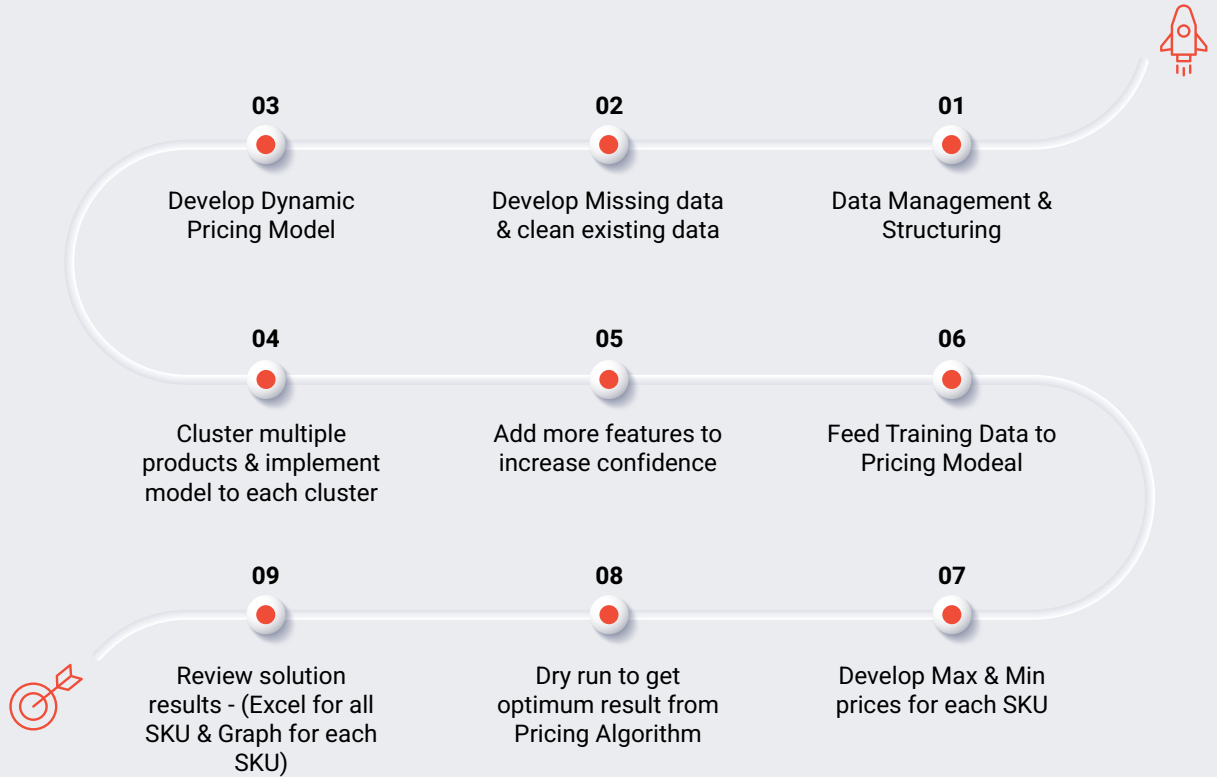 03
Develop Dynamic
Pricing Model
02
Develop Missing data
& clean existing data
01
Data Management &
Structuring
04
Cluster multiple
products & implement
model to each cluster
05
Add more features to
increase confidence
06
Feed Training Data to
Pricing Modeal
09
Review solution
results - (Excel for all
SKU & Graph for each
SKU)
08
Dry run to get
optimum result from
Pricing Algorithm
07
Develop Max & Min
prices for each SKU